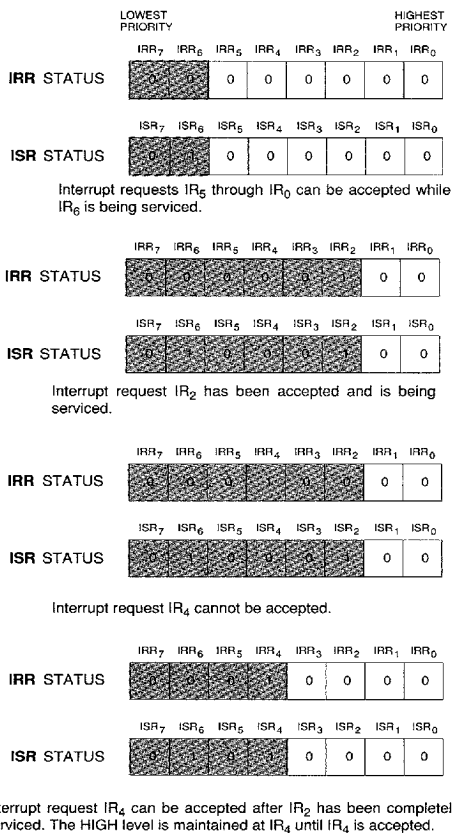 LOWEST PRIORITY HIGHEST PRIORITY
IRR₇ IRR₆ IRR₅ IRR₄ IRR₃ IRR₂ IRR₁ IRR₀
IRR STATUS 0 0 0 0 0 0 0 0
ISR₇ ISR₆ ISR₅ ISR₄ ISR₃ ISR₂ ISR₁ ISR₀
ISR STATUS 0 1 0 0 0 0 0 0
Interrupt requests IR₅ through IR₀ can be accepted while
IR₆ is being serviced.
IRR₇ IRR₆ IRR₅ IRR₄ IRR₃ IRR₂ IRR₁ IRR₀
IRR STATUS 0 0 0 0 0 1 0 0
ISR₇ ISR₆ ISR₅ ISR₄ ISR₃ ISR₂ ISR₁ ISR₀
ISR STATUS 0 1 0 0 0 1 0 0
Interrupt request IR₂ has been accepted and is being
serviced.
IRR₇ IRR₆ IRR₅ IRR₄ IRR₃ IRR₂ IRR₁ IRR₀
IRR STATUS 0 0 0 1 0 0 0 0
ISR₇ ISR₆ ISR₅ ISR₄ ISR₃ ISR₂ ISR₁ ISR₀
ISR STATUS 0 1 0 0 0 1 0 0
Interrupt request IR₄ cannot be accepted.
IRR₇ IRR₆ IRR₅ IRR₄ IRR₃ IRR₂ IRR₁ IRR₀
IRR STATUS 0 0 0 1 0 0 0 0
ISR₇ ISR₆ ISR₅ ISR₄ ISR₃ ISR₂ ISR₁ ISR₀
ISR STATUS 0 1 0 1 0 0 0 0
terrupt request IR₄ can be accepted after IR₂ has been completel
rviced. The HIGH level is maintained at IR₄ until IR₄ is accepted.